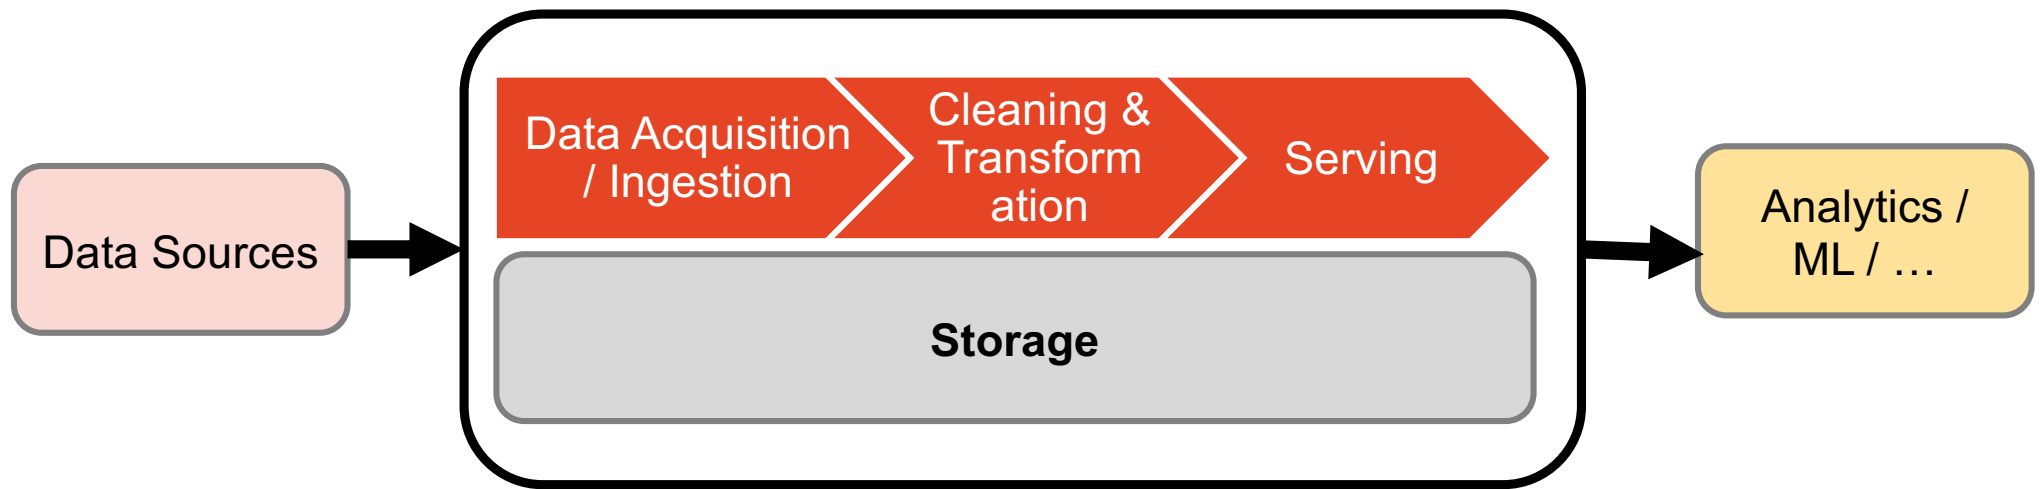 Data Sources
Data Acquisition
/ Ingestion
Cleaning &
Transform
ation
Serving
Storage
Analytics /
ML / …